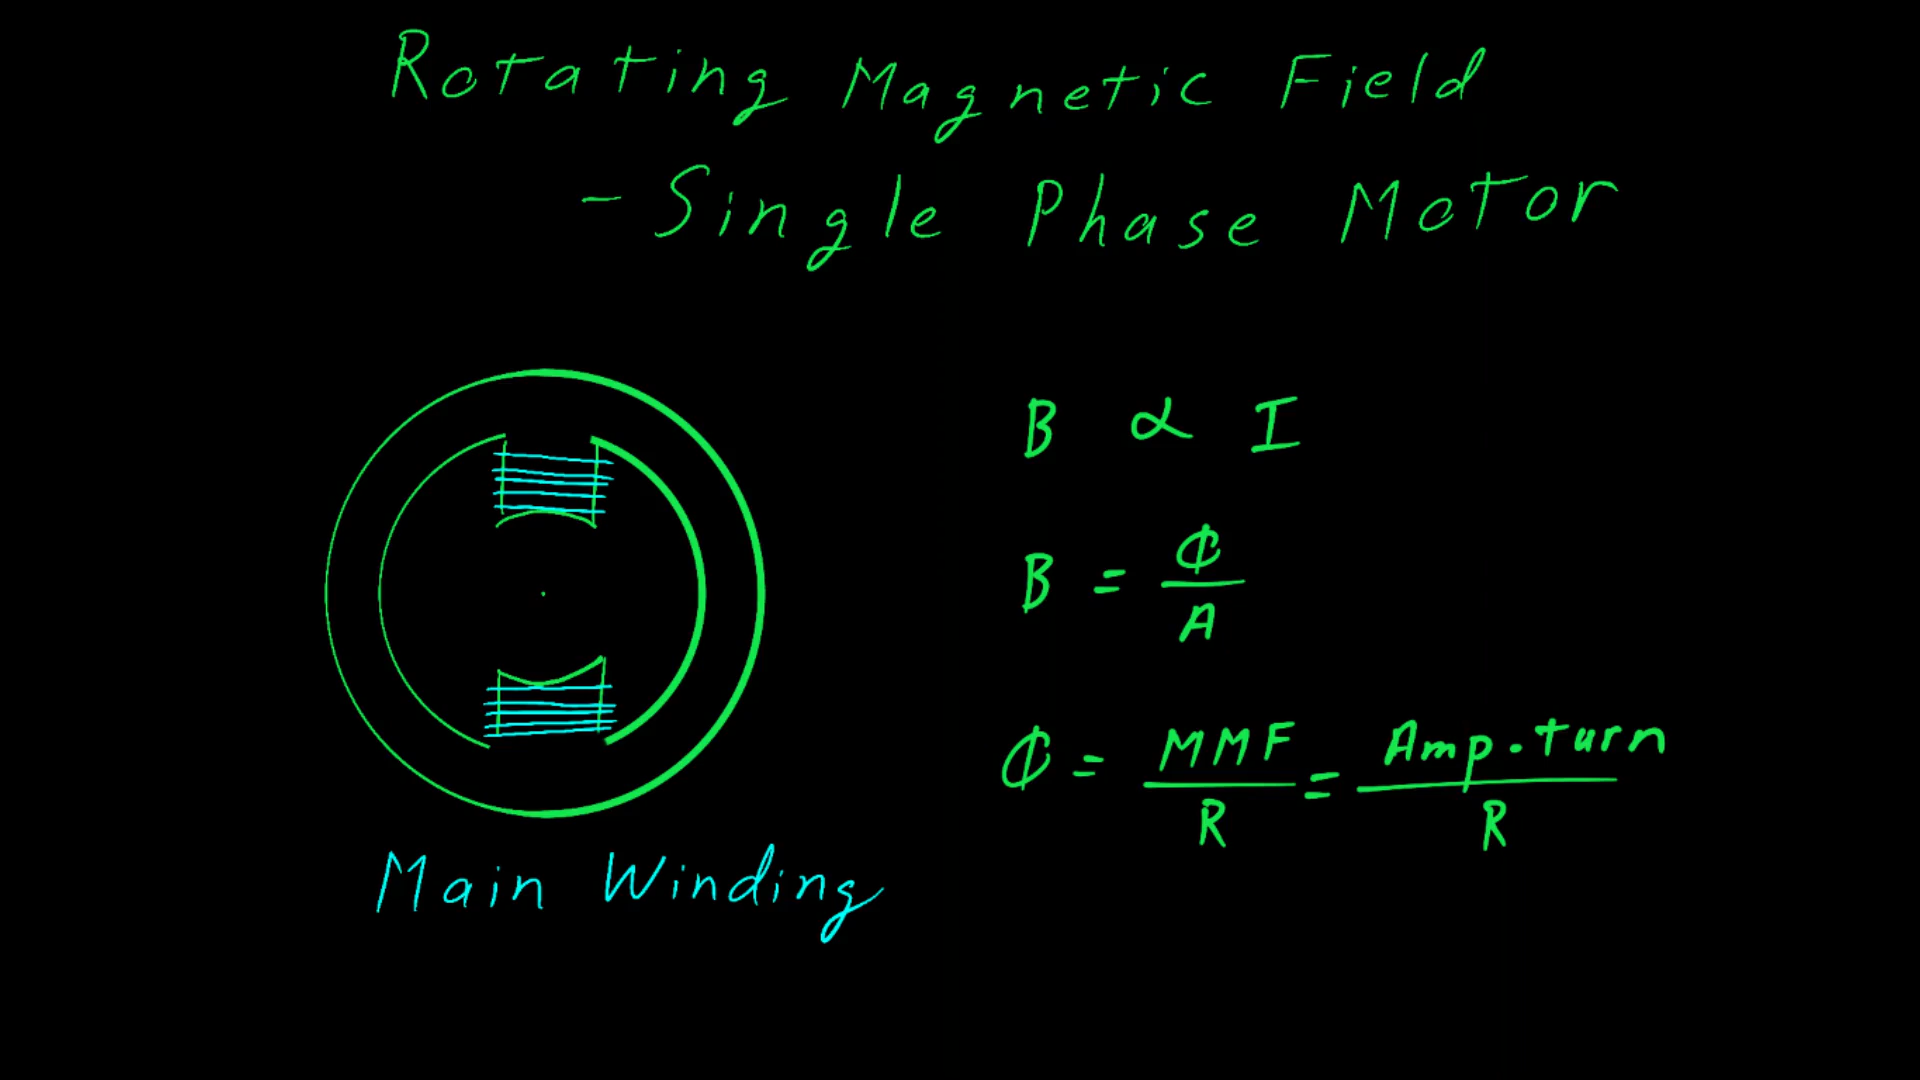 Rotating Magnetic Field
- Single Phase Motor
B ∝ I
B = Φ / A
Φ = MMF / R = Amp.turn / R
Main Winding